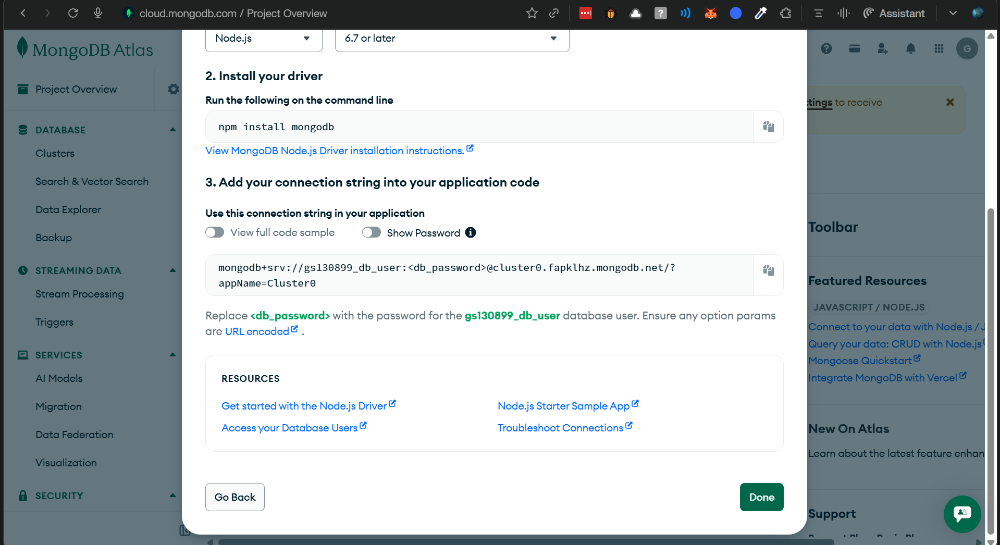 cloud.mongodb.com / Project Overview
Assistant
MongoDB Atlas
G
Project Overview
DATABASE
Clusters
Search & Vector Search
Data Explorer
Backup
STREAMING DATA
Stream Processing
Triggers
SERVICES
AI Models
Migration
Data Federation
Visualization
SECURITY
Node.js
6.7 or later
2. Install your driver
Run the following on the command line
npm install mongodb
View MongoDB Node.js Driver installation instructions.
3. Add your connection string into your application code
Use this connection string in your application
View full code sample
Show Password
mongodb+srv://gs130899_db_user:<db_password>@cluster0.fapklhz.mongodb.net/?
appName=Cluster0
Replace <db_password> with the password for the gs130899_db_user database user. Ensure any option params
are URL encoded .
RESOURCES
Get started with the Node.js Driver
Node.js Starter Sample App
Access your Database Users
Troubleshoot Connections
Go Back
Done
ttings to receive
Toolbar
Featured Resources
JAVASCRIPT / NODE.JS
Connect to your data with Node.js / J
Query your data: CRUD with Node.js
Mongoose Quickstart
Integrate MongoDB with Vercel
New On Atlas
Learn about the latest feature enhan
Support